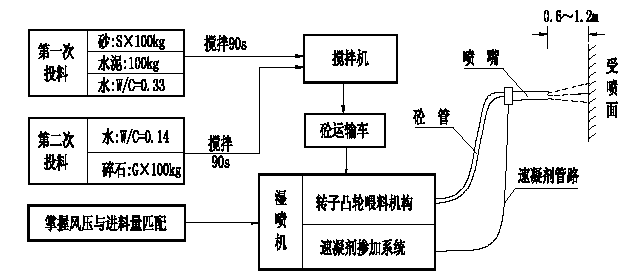 0.6～1.2m
第一次
投料
砂:S×100kg
水泥:100kg
水:W/C=0.33
搅拌90s
搅拌机
喷嘴
受喷面
第二次
投料
水:W/C=0.14
碎石:G×100kg
搅拌
90s
砼运输车
砼管
速凝剂管路
湿喷机
转子凸轮喂料机构
速凝剂掺加系统
掌握风压与进料量匹配